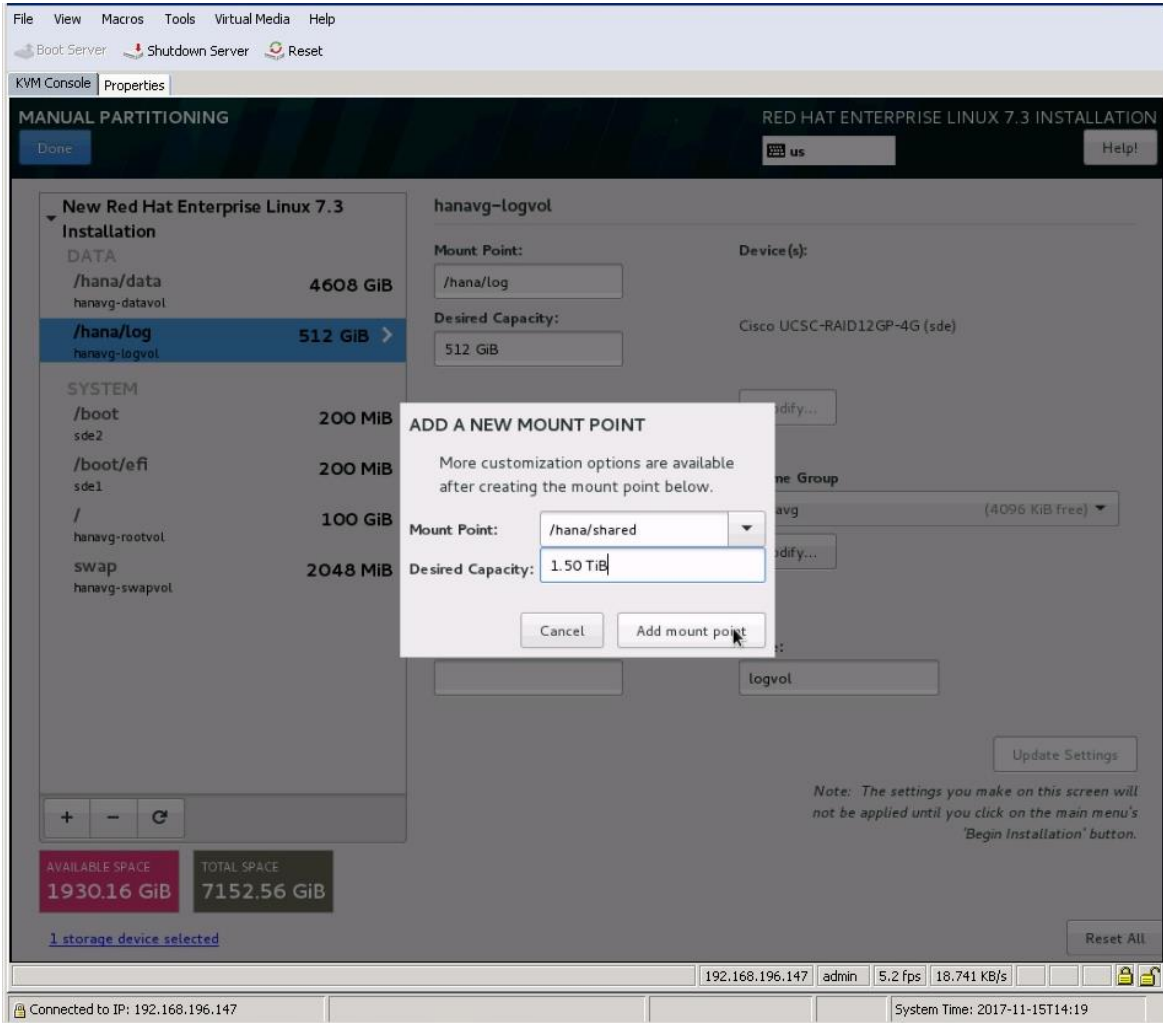 File View Macros Tools Virtual Media Help
Boot Server Shutdown Server Reset
KVM Console Properties
MANUAL PARTITIONING
RED HAT ENTERPRISE LINUX 7.3 INSTALLATION
Done
us
Help!
New Red Hat Enterprise Linux 7.3
Installation
DATA
/hana/data 4608 GiB
hanavg-datavol
/hana/log 512 GiB
hanavg-logvol
SYSTEM
/boot 200 MiB
sde2
/boot/efi 200 MiB
sde1
/ 100 GiB
hanavg-rootvol
swap 2048 MiB
hanavg-swapvol
+ −
AVAILABLE SPACE
1930.16 GiB
TOTAL SPACE
7152.56 GiB
1 storage device selected
hanavg-logvol
Mount Point:
/hana/log
Desired Capacity:
512 GiB
Device(s):
Cisco UCSC-RAID12GP-4G (sde)
ADD A NEW MOUNT POINT
More customization options are available
after creating the mount point below.
Mount Point: /hana/shared
Desired Capacity: 1.50 TiB
Cancel Add mount point
Group
(4096 KiB free)
logvol
Update Settings
Note: The settings you make on this screen will
not be applied until you click on the main menu's
'Begin Installation' button.
Reset All
192.168.196.147 admin 5.2 fps 18.741 KB/s
Connected to IP: 192.168.196.147
System Time: 2017-11-15T14:19